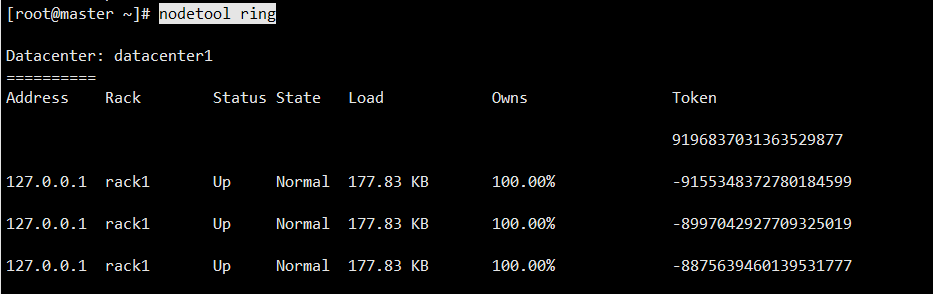 [root@master ~]# nodetool ring
Datacenter: datacenter1
==========
Address Rack Status State Load Owns Token
9196837031363529877
127.0.0.1 rack1 Up Normal 177.83 KB 100.00% -9155348372780184599
127.0.0.1 rack1 Up Normal 177.83 KB 100.00% -8997042927709325019
127.0.0.1 rack1 Up Normal 177.83 KB 100.00% -8875639460139531777